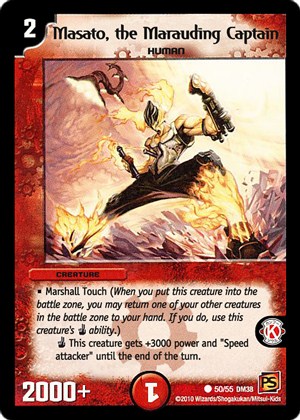 2
Masato, the Marauding Captain
HUMAN
CREATURE
▪ Marshall Touch (When you put this creature into the
battle zone, you may return one of your other creatures
in the battle zone to your hand. If you do, use this
creature's ability.)
This creature gets +3000 power and "Speed
attacker" until the end of the turn.
K
2000+
1
● 50/55 DM38
©2010 Wizards/Shogakukan/Mitsui-Kids
PS